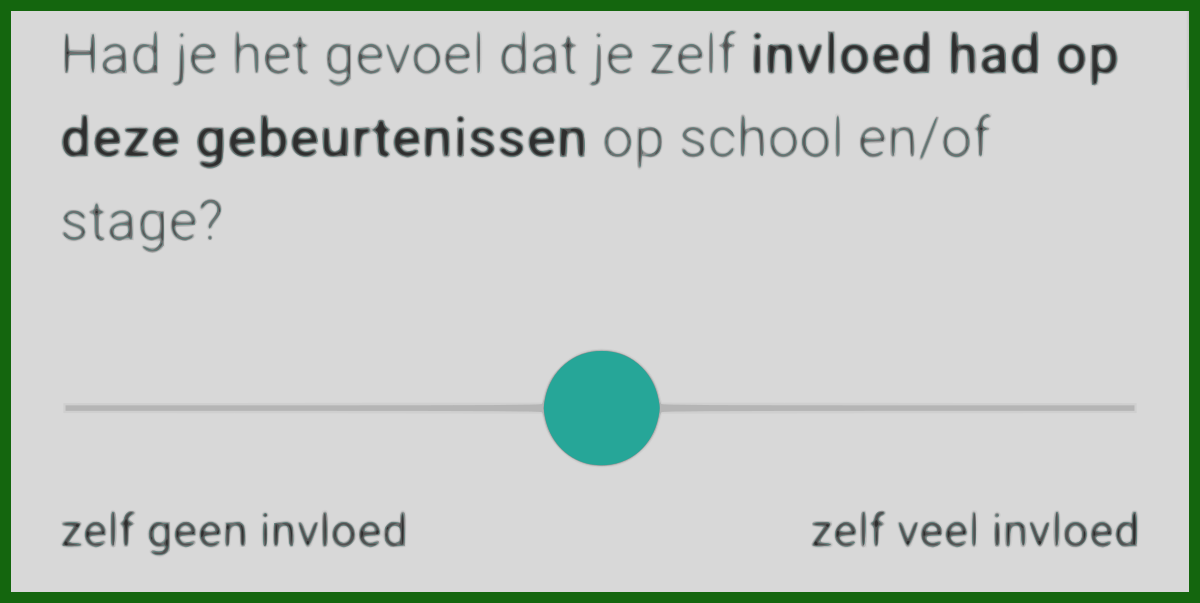 Had je het gevoel dat je zelf invloed had op
deze gebeurtenissen op school en/of
stage?
zelf geen invloed
zelf veel invloed